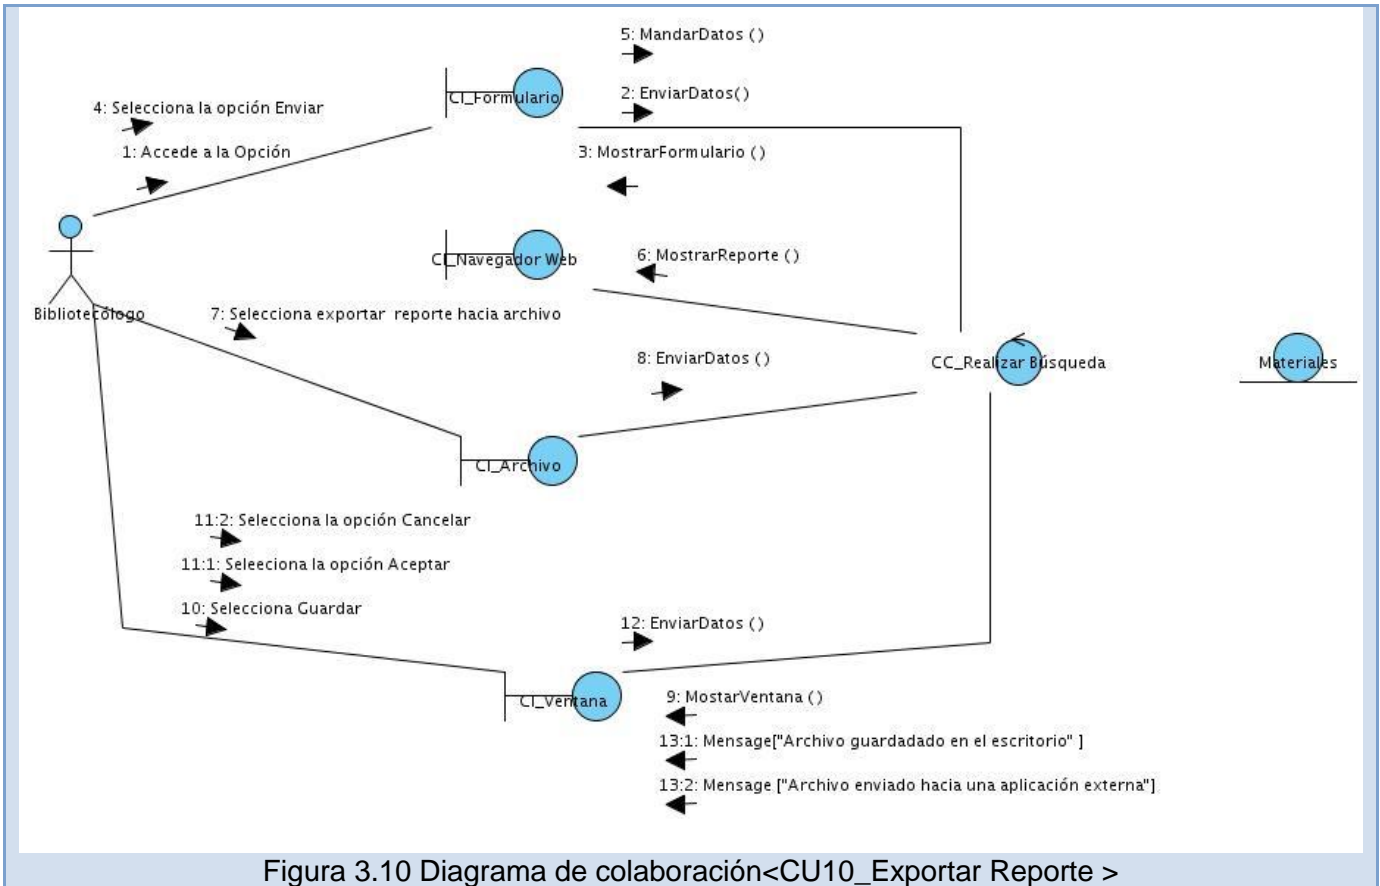 5: MandarDatos ()
CI_Formulario
2: EnviarDatos()
4: Selecciona la opción Enviar
1: Accede a la Opción
3: MostrarFormulario ()
CI_Navegador Web
6: MostrarReporte ()
Bibliotecólogo
7: Selecciona exportar reporte hacia archivo
8: EnviarDatos ()
CC_Realizar Búsqueda
Materiales
CI_Archivo
11:2: Selecciona la opción Cancelar
11:1: Seleeciona la opción Aceptar
10: Selecciona Guardar
12: EnviarDatos ()
CI_Ventana
9: MostarVentana ()
13:1: Mensage["Archivo guardadado en el escritorio" ]
13:2: Mensage ["Archivo enviado hacia una aplicación externa"]
Figura 3.10 Diagrama de colaboración<CU10_Exportar Reporte >